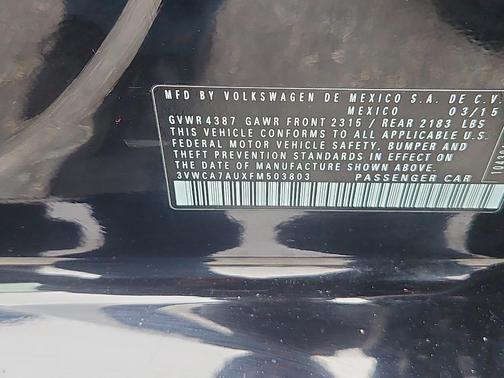 MFD BY VOLKSWAGEN DE MEXICO S.A. DE C.V
MEXICO 03/15
GVWR 4387 GAWR FRONT 2315 / REAR 2183 LBS
THIS VEHICLE CONFORMS TO ALL APPLICABLE U.S.
FEDERAL MOTOR VEHICLE SAFETY, BUMPER, AND
THEFT PREVENTION STANDARDS IN EFFECT ON
THE DATE OF MANUFACTURE SHOWN ABOVE.
3VWCA7AUXFM503803 PASSENGER CAR